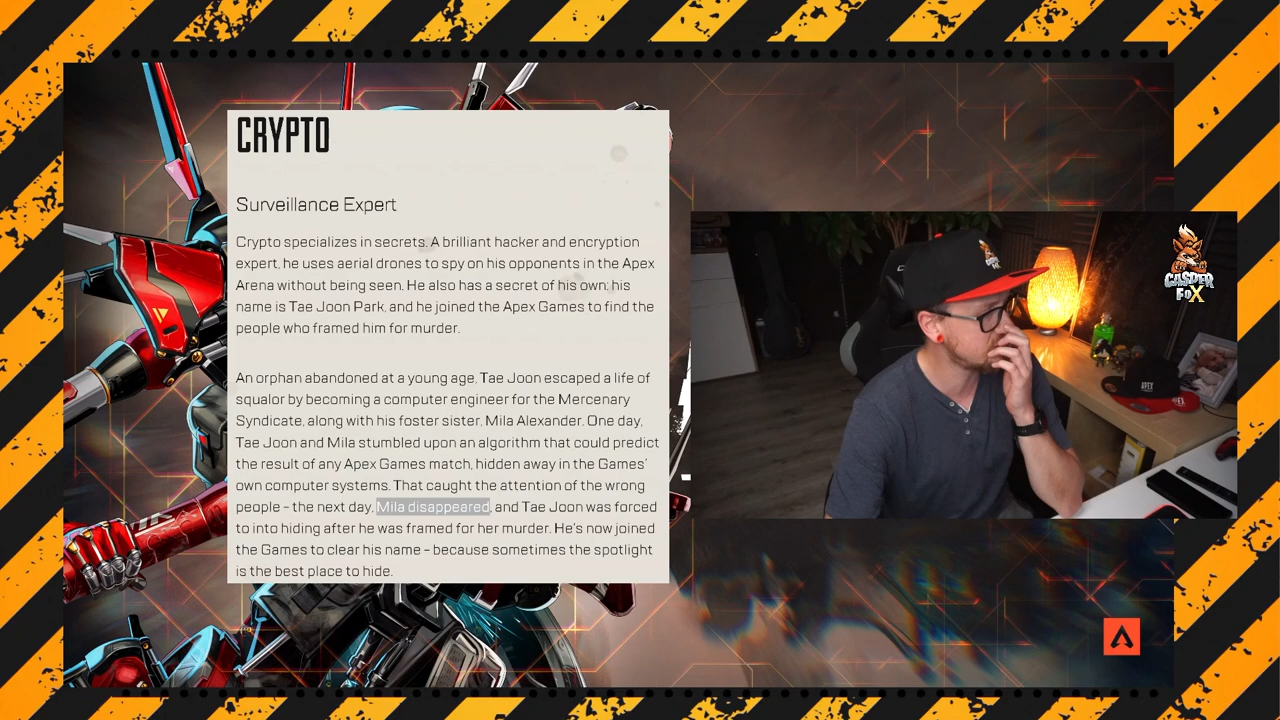 CRYPTO
Surveillance Expert
Crypto specializes in secrets. A brilliant hacker and encryption
expert, he uses aerial drones to spy on his opponents in the Apex
Arena without being seen. He also has a secret of his own: his
name is Tae Joon Park, and he joined the Apex Games to find the
people who framed him for murder.
An orphan abandoned at a young age, Tae Joon escaped a life of
squalor by becoming a computer engineer for the Mercenary
Syndicate, along with his foster sister, Mila Alexander. One day,
Tae Joon and Mila stumbled upon an algorithm that could predict
the result of any Apex Games match, hidden away in the Games'
own computer systems. That caught the attention of the wrong
people – the next day, Mila disappeared, and Tae Joon was forced
to into hiding after he was framed for her murder. He's now joined
the Games to clear his name – because sometimes the spotlight
is the best place to hide.
CASPER
FOX
APEX